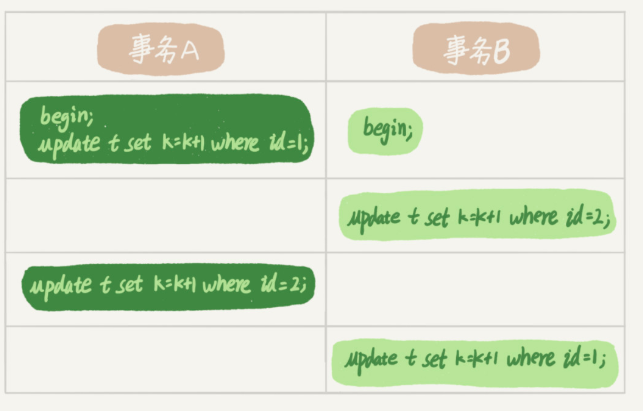 事务A
事务B
begin;
update t set k=k+1 where id=1;
begin;
update t set k=k+1 where id=2;
update t set k=k+1 where id=2;
update t set k=k+1 where id=1;